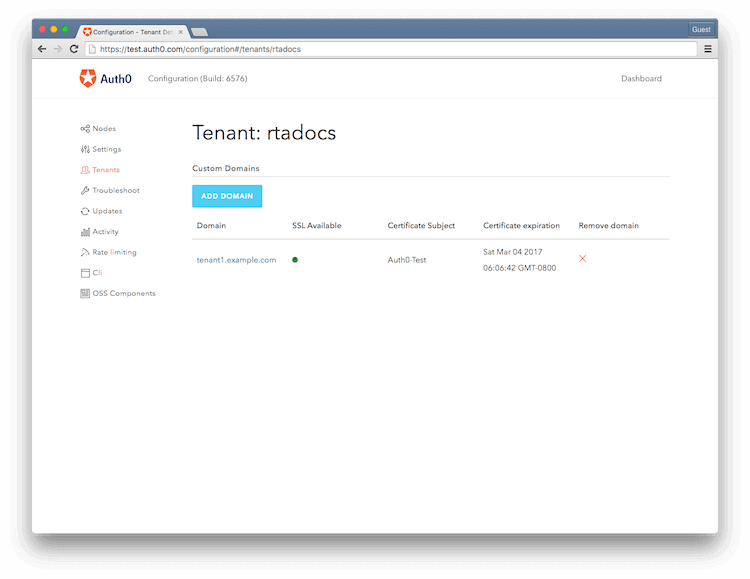 Configuration - Tenant De
Guest
https://test.auth0.com/configuration#/tenants/rtadocs
Auth0
Configuration (Build: 6576)
Dashboard
Nodes
Settings
Tenants
Troubleshoot
Updates
Activity
Rate limiting
Cli
OSS Components
Tenant: rtadocs
Custom Domains
ADD DOMAIN
Domain
SSL Available
Certificate Subject
Certificate expiration
Remove domain
tenant1.example.com
Auth0-Test
Sat Mar 04 2017
06:06:42 GMT-0800